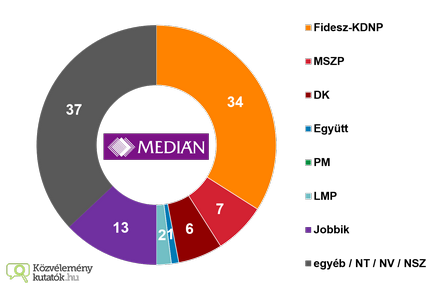 37
34
7
6
1
2
13
MEDIÁN
Fidesz-KDNP
MSZP
DK
Együtt
PM
LMP
Jobbik
egyéb / NT / NV / NSZ
Közvélemény
kutatók.hu